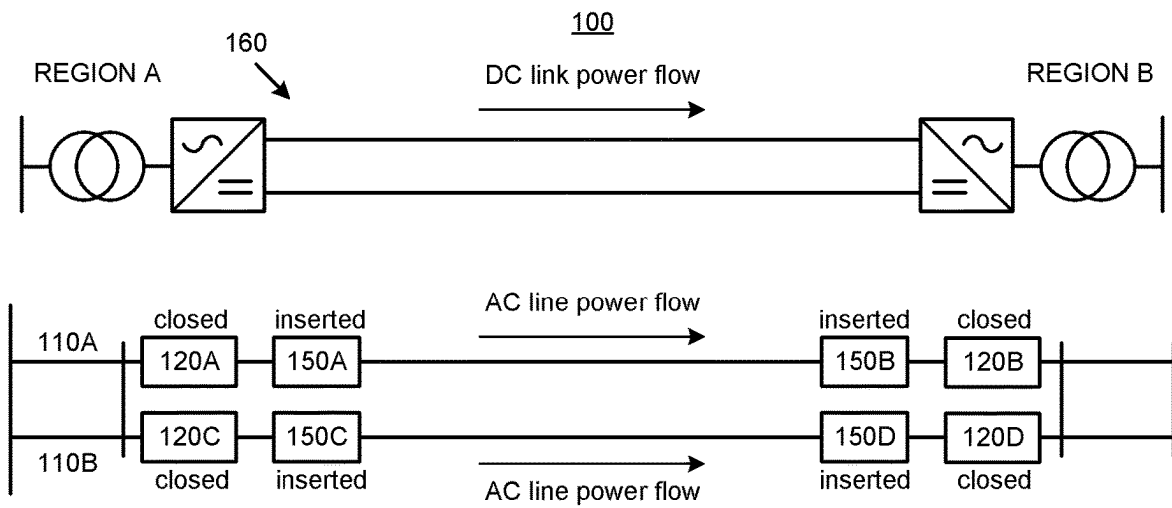 100
160
REGION A
DC link power flow
REGION B
AC line power flow
closed
inserted
inserted
closed
110A
120A
150A
150B
120B
120C
150C
150D
120D
110B
closed
inserted
AC line power flow
inserted
closed